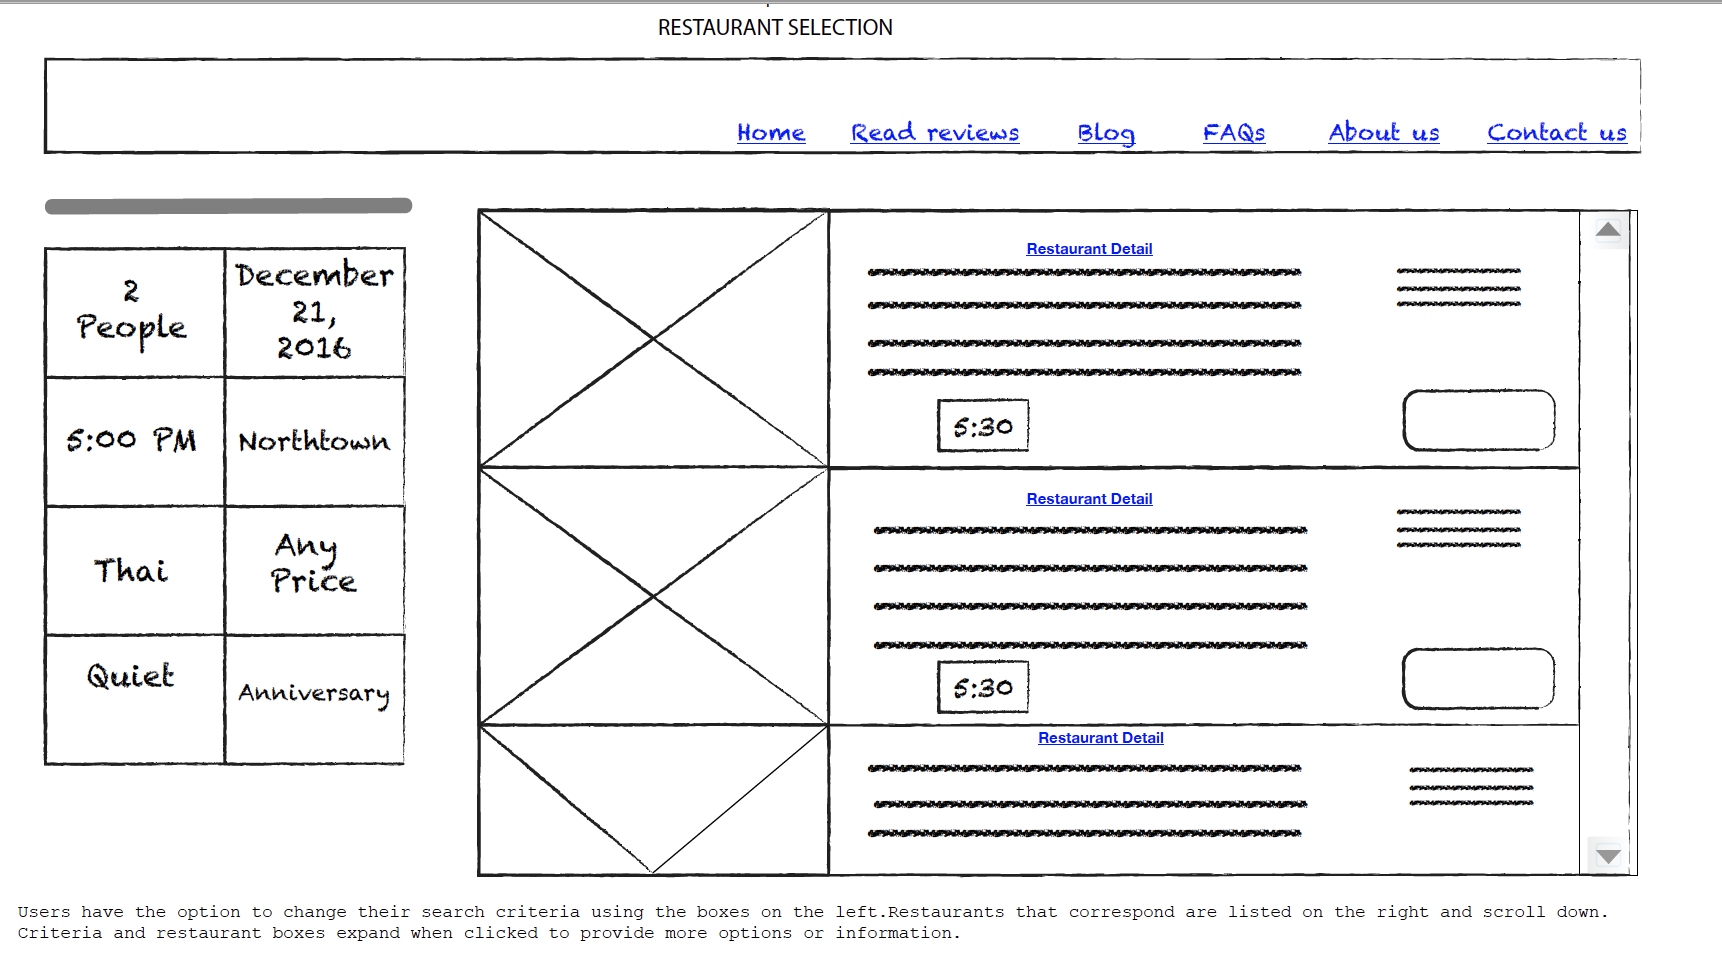 RESTAURANT SELECTION
Home Read reviews Blog FAQs About us Contact us
2
People
December
21,
2016
5:00 PM
Northtown
Thai
Any
Price
Quiet
Anniversary
Restaurant Detail
5:30
Restaurant Detail
5:30
Restaurant Detail
Users have the option to change their search criteria using the boxes on the left.Restaurants that correspond are listed on the right and scroll down.
Criteria and restaurant boxes expand when clicked to provide more options or information.